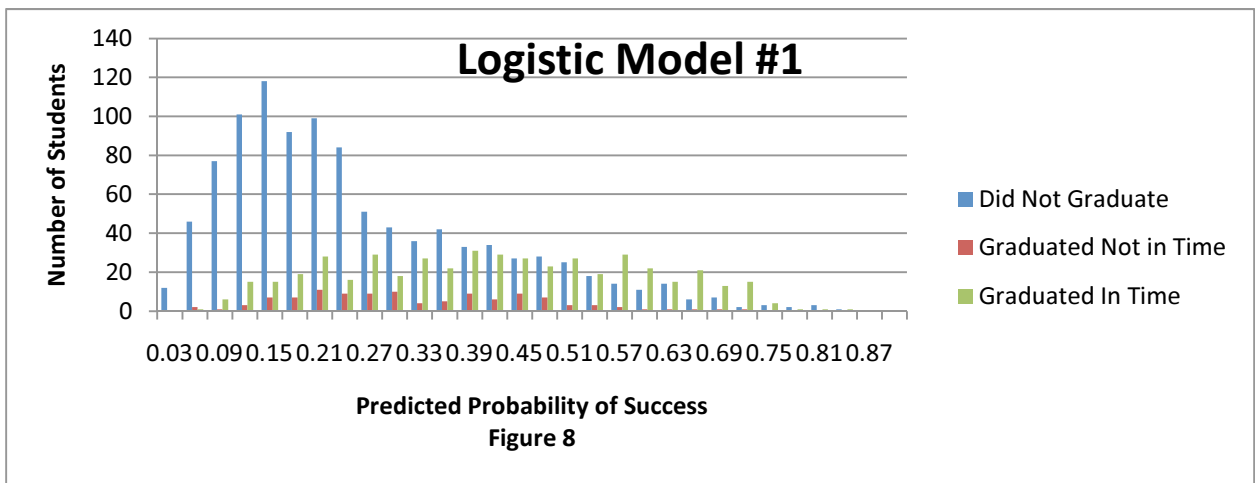 Logistic Model #1
Number of Students
140
120
100
80
60
40
20
0
0.03 0.09 0.15 0.21 0.27 0.33 0.39 0.45 0.51 0.57 0.63 0.69 0.75 0.81 0.87
Predicted Probability of Success
Figure 8
Did Not Graduate
Graduated Not in Time
Graduated In Time